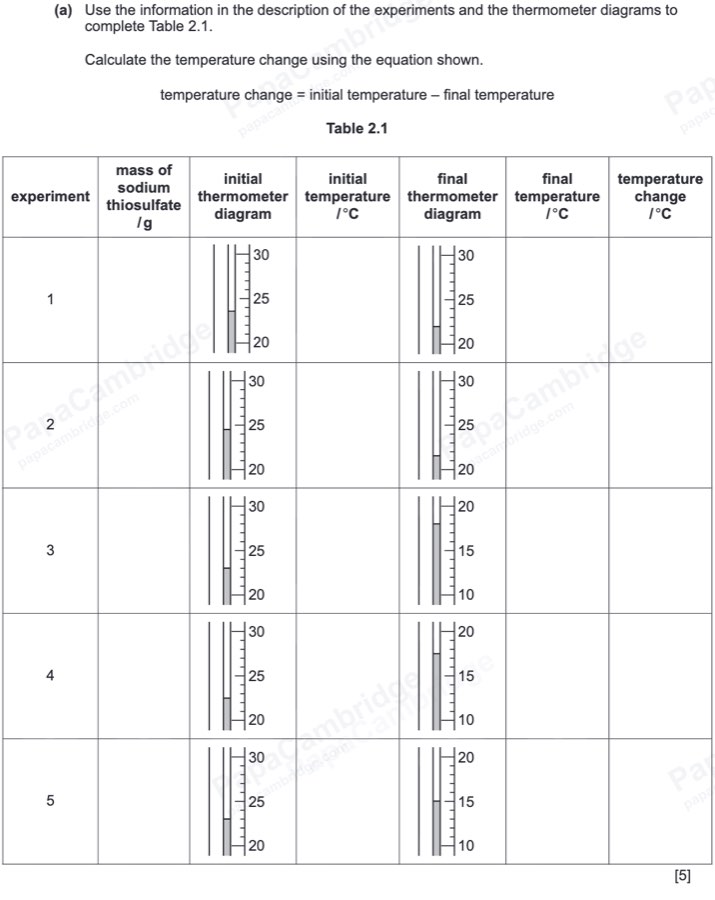 (a) Use the information in the description of the experiments and the thermometer diagrams to
complete Table 2.1.
Calculate the temperature change using the equation shown.
temperature change = initial temperature – final temperature
Table 2.1
experiment
mass of
sodium
thiosulfate
/g
initial
thermometer
diagram
initial
temperature
/°C
final
thermometer
diagram
final
temperature
/°C
temperature
change
/°C
1
30
25
20
30
25
20
2
30
25
20
30
25
20
3
30
25
20
20
15
10
4
30
25
20
20
15
10
5
30
25
20
20
15
10
[5]
PapaCambridge
papacambridge.com